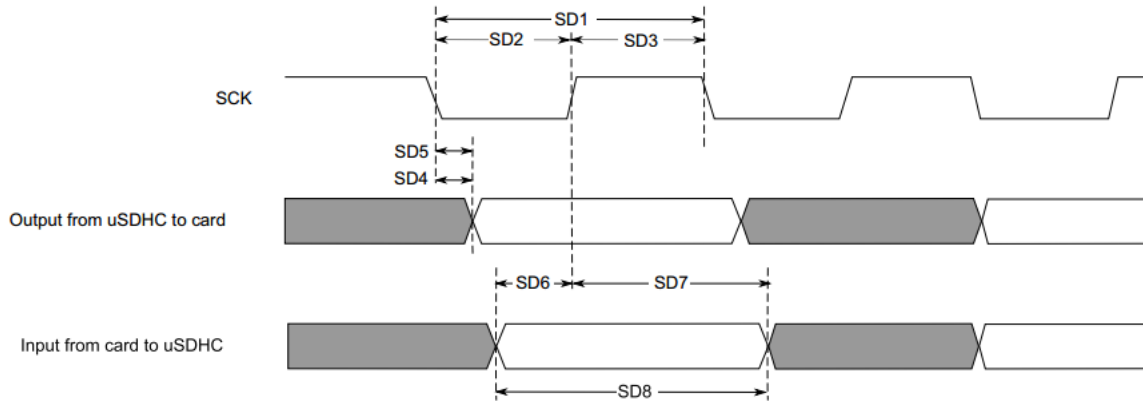 SD1
SD2 SD3
SCK
SD5
SD4
Output from uSDHC to card
SD6 SD7
Input from card to uSDHC
SD8